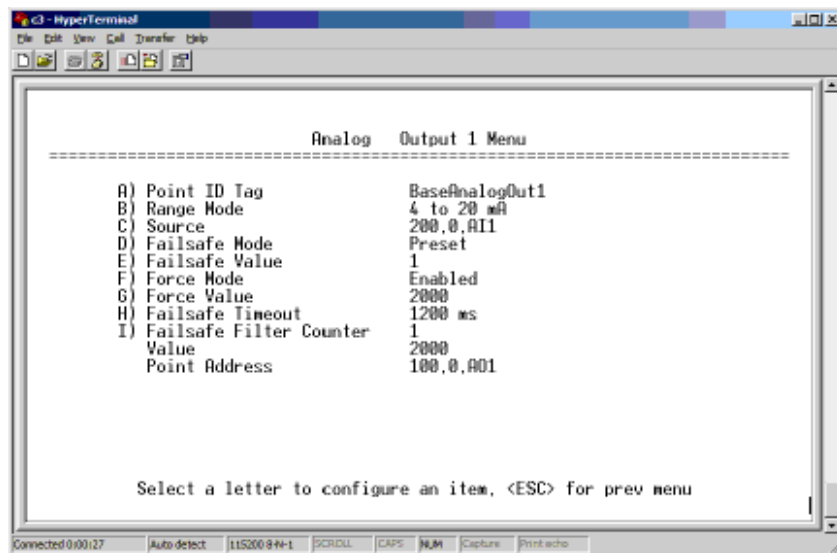 c3 - HyperTerminal
File Edit View Call Transfer Help
Analog Output 1 Menu
================================================================================
A) Point ID Tag BaseAnalogOut1
B) Range Mode 4 to 20 mA
C) Source 200,0,AI1
D) Failsafe Mode Preset
E) Failsafe Value 1
F) Force Mode Enabled
G) Force Value 2000
H) Failsafe Timeout 1200 ms
I) Failsafe Filter Counter 1
Value 2000
Point Address 100,0,AO1
Select a letter to configure an item, <ESC> for prev menu
Connected 0:00:27 Auto detect 115200 8-N-1 SCROLL CAPS NUM Capture Print echo